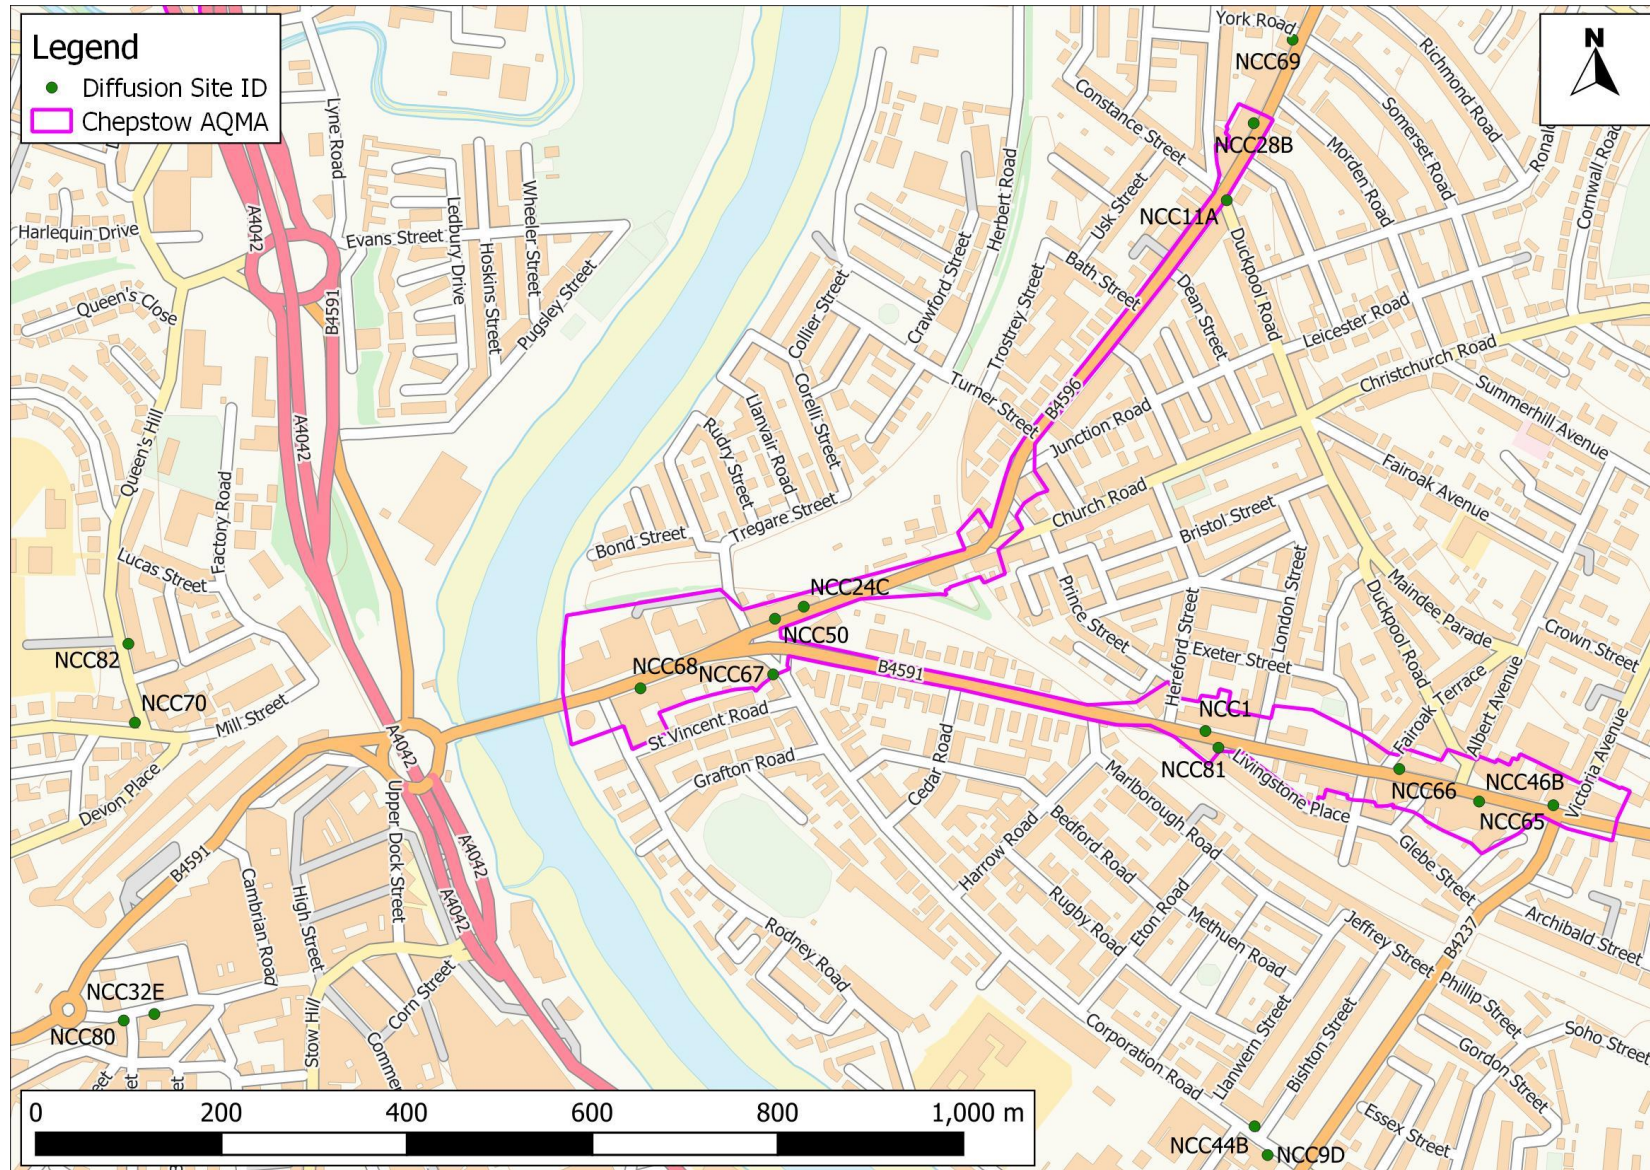 Legend
Diffusion Site ID
Chepstow AQMA
N
York Road
NCC69
Richmond Road
Constance Street
NCC28B
Somerset Road
Morden Road
Cornwall Road
Lyne Road
A4042
Harlequin Drive
Evans Street
Ledbury Drive
Hoskins Street
Wheeler Street
Pugsley Street
Herbert Road
Usk Street
NCC11A
Bath Street
Duckpool Road
Dean Street
Crawford Street
Collier Street
Trostrey Street
Leicester Road
Christchurch Road
Queen's Close
B4591
Turner Street
B4596
Junction Road
Summerhill Avenue
Corelli Street
Llanvair Road
Rudry Street
A4042
Queen's Hill
Factory Road
Tregare Street
Bond Street
Church Road
Bristol Street
Fairoak Avenue
Lucas Street
NCC24C
NCC50
Prince Street
London Street
Hereford Street
Maindee Parade
Duckpool Road
Crown Street
NCC82
NCC68
NCC67
B4591
Exeter Street
Fairoak Terrace
Albert Avenue
NCC70
Mill Street
St Vincent Road
NCC1
Victoria Avenue
A4042
Grafton Road
Cedar Road
NCC81
Livingstone Place
NCC66
NCC46B
NCC65
Devon Place
Upper Dock Street
Marlborough Road
Harrow Road
Bedford Road
Glebe Street
B4591
A4042
A4042
Cambrian Road
High Street
Rugby Road
Eton Road
Methuen Road
Jeffrey Street
Archibald Street
B4237
Rodney Road
Corn Street
Stow Hill
NCC32E
NCC80
Phillip Street
Soho Street
Gordon Street
Corporation Road
Llanwern Street
Bishton Street
Essex Street
NCC44B
NCC9D
0 200 400 600 800 1,000 m